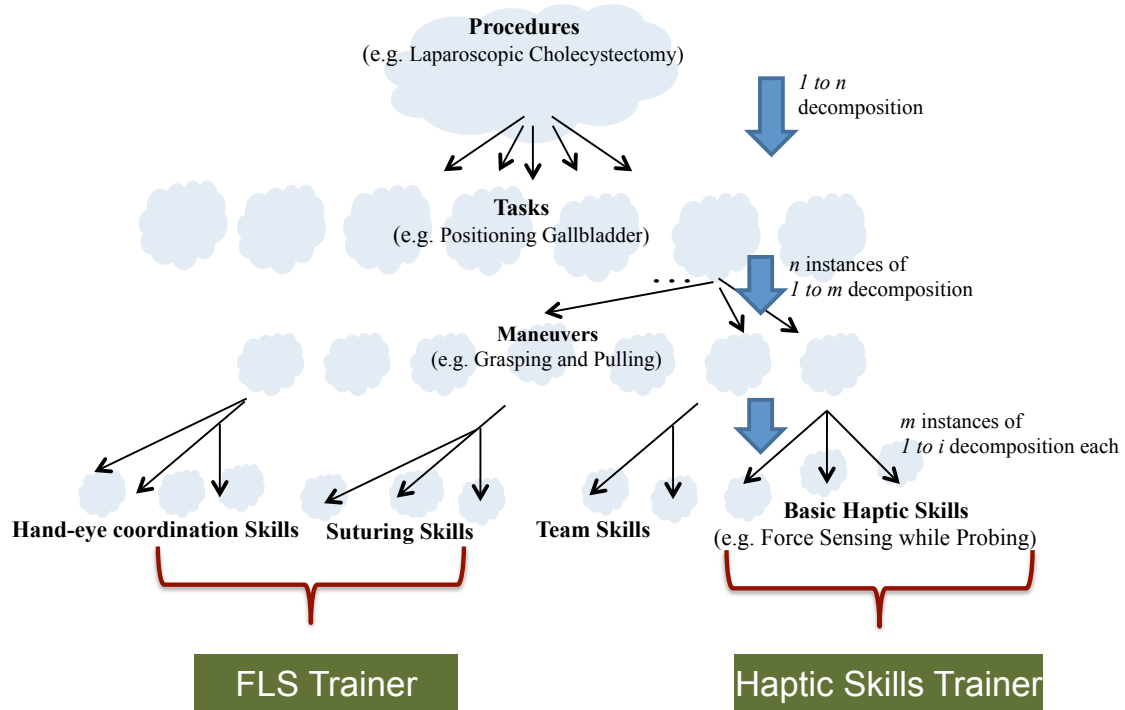 Procedures
(e.g. Laparoscopic Cholecystectomy)
1 to n
decomposition
Tasks
(e.g. Positioning Gallbladder)
n instances of
1 to m decomposition
...
Maneuvers
(e.g. Grasping and Pulling)
m instances of
1 to i decomposition each
Hand-eye coordination Skills
Suturing Skills
Team Skills
Basic Haptic Skills
(e.g. Force Sensing while Probing)
FLS Trainer
Haptic Skills Trainer